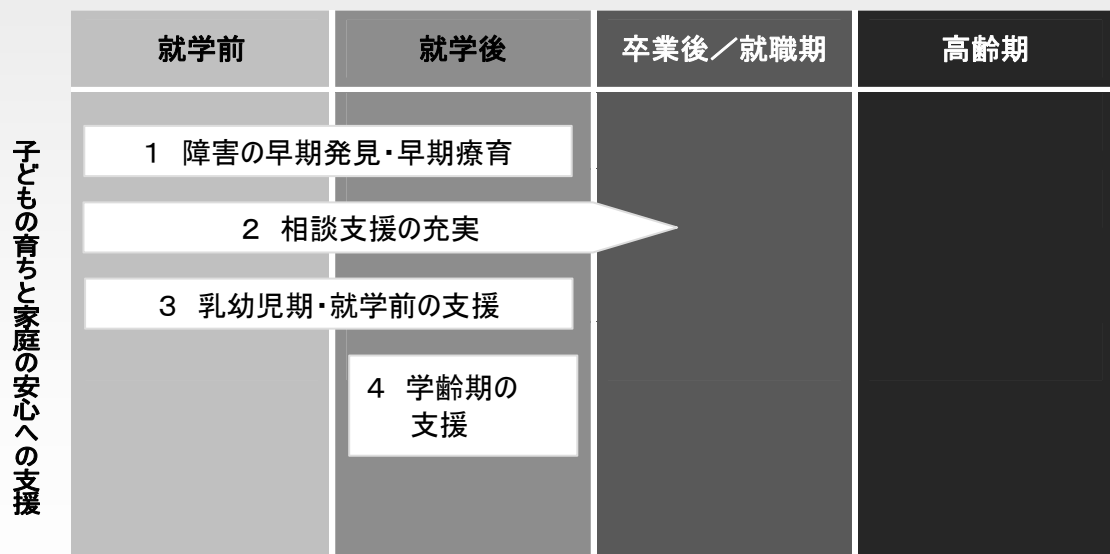 就学前
就学後
卒業後／就職期
高齢期
子どもの育ちと家庭の安心への支援
１　障害の早期発見・早期療育
２　相談支援の充実
３　乳幼児期・就学前の支援
４　学齢期の
支援